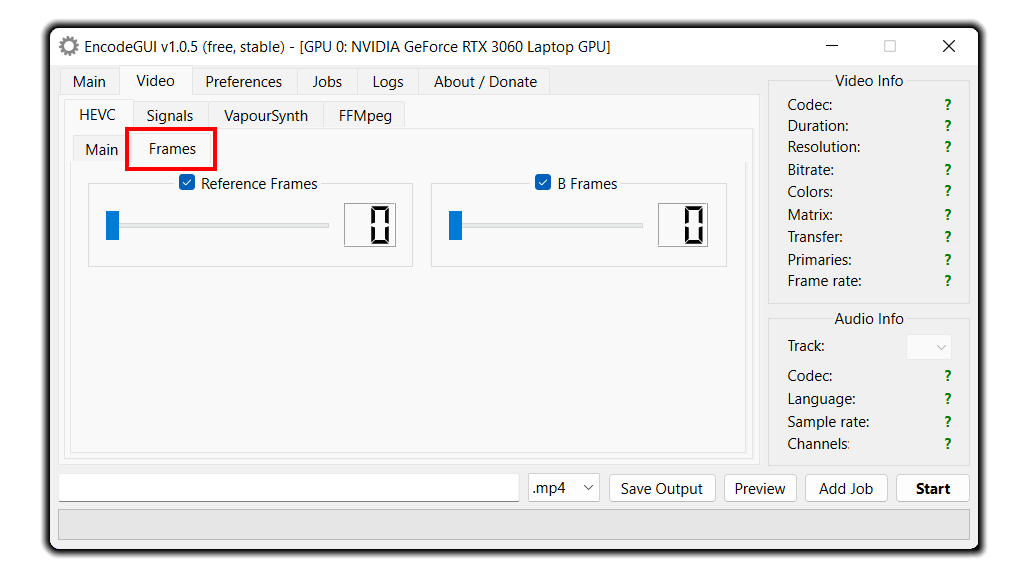 EncodeGUI v1.0.5 (free, stable) - [GPU 0: NVIDIA GeForce RTX 3060 Laptop GPU]
Main Video Preferences Jobs Logs About / Donate
HEVC Signals VapourSynth FFMpeg
Main Frames
Reference Frames
0
B Frames
0
Video Info
Codec: ?
Duration: ?
Resolution: ?
Bitrate: ?
Colors: ?
Matrix: ?
Transfer: ?
Primaries: ?
Frame rate: ?
Audio Info
Track:
Codec: ?
Language: ?
Sample rate: ?
Channels: ?
.mp4 Save Output Preview Add Job Start